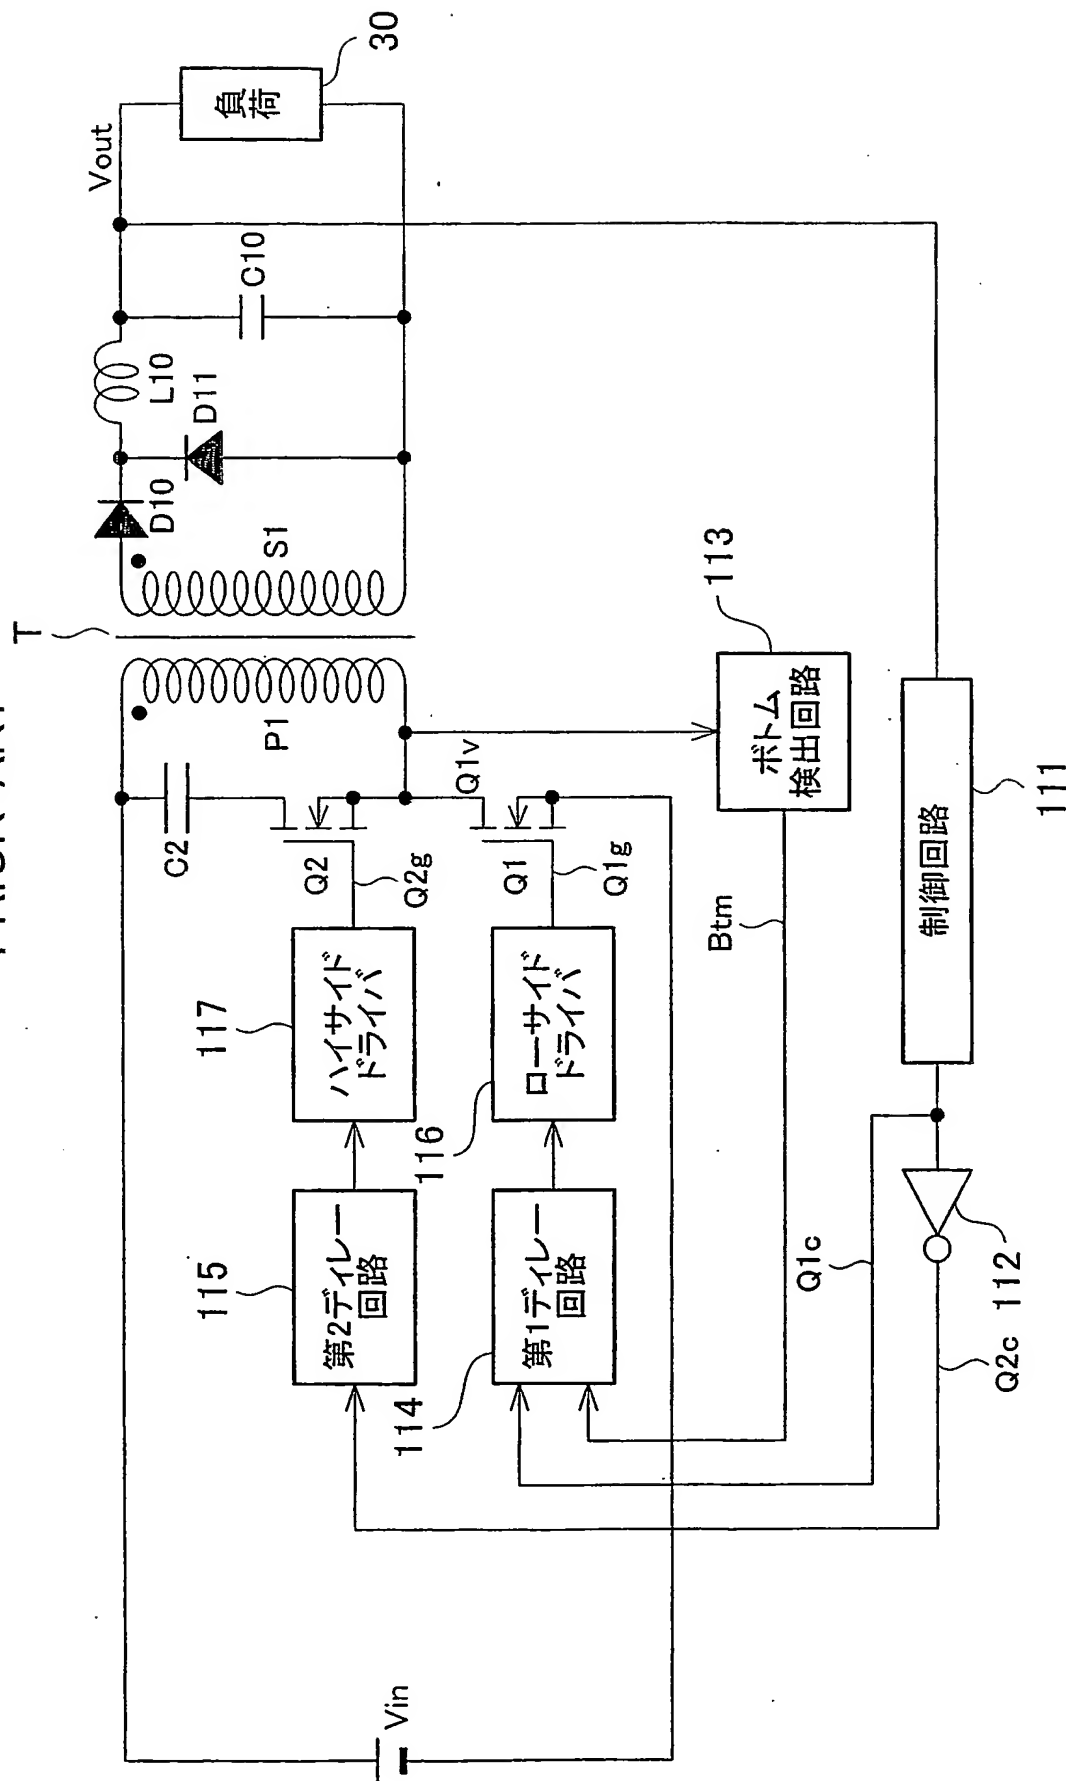 T
Vout
負荷
30
L10
C10
D10
D11
S1
P1
C2
Q2
Q2g
Q1v
Q1
Q1g
117
ハイサイド
ドライバ
116
ローサイド
ドライバ
115
第2ディレー
回路
114
第1ディレー
回路
113
ボトム
検出回路
Btm
制御回路
111
Q1c
112
Q2c
Vin